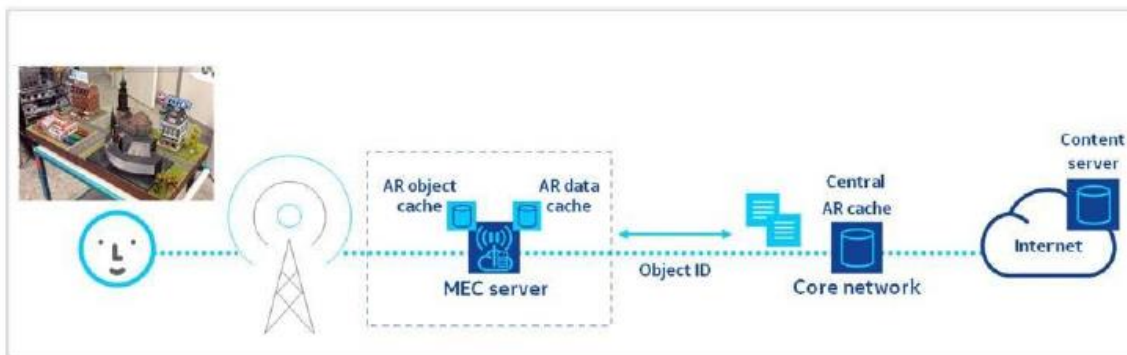 Content
server
AR object
cache
AR data
cache
Central
AR cache
Internet
Object ID
MEC server
Core network